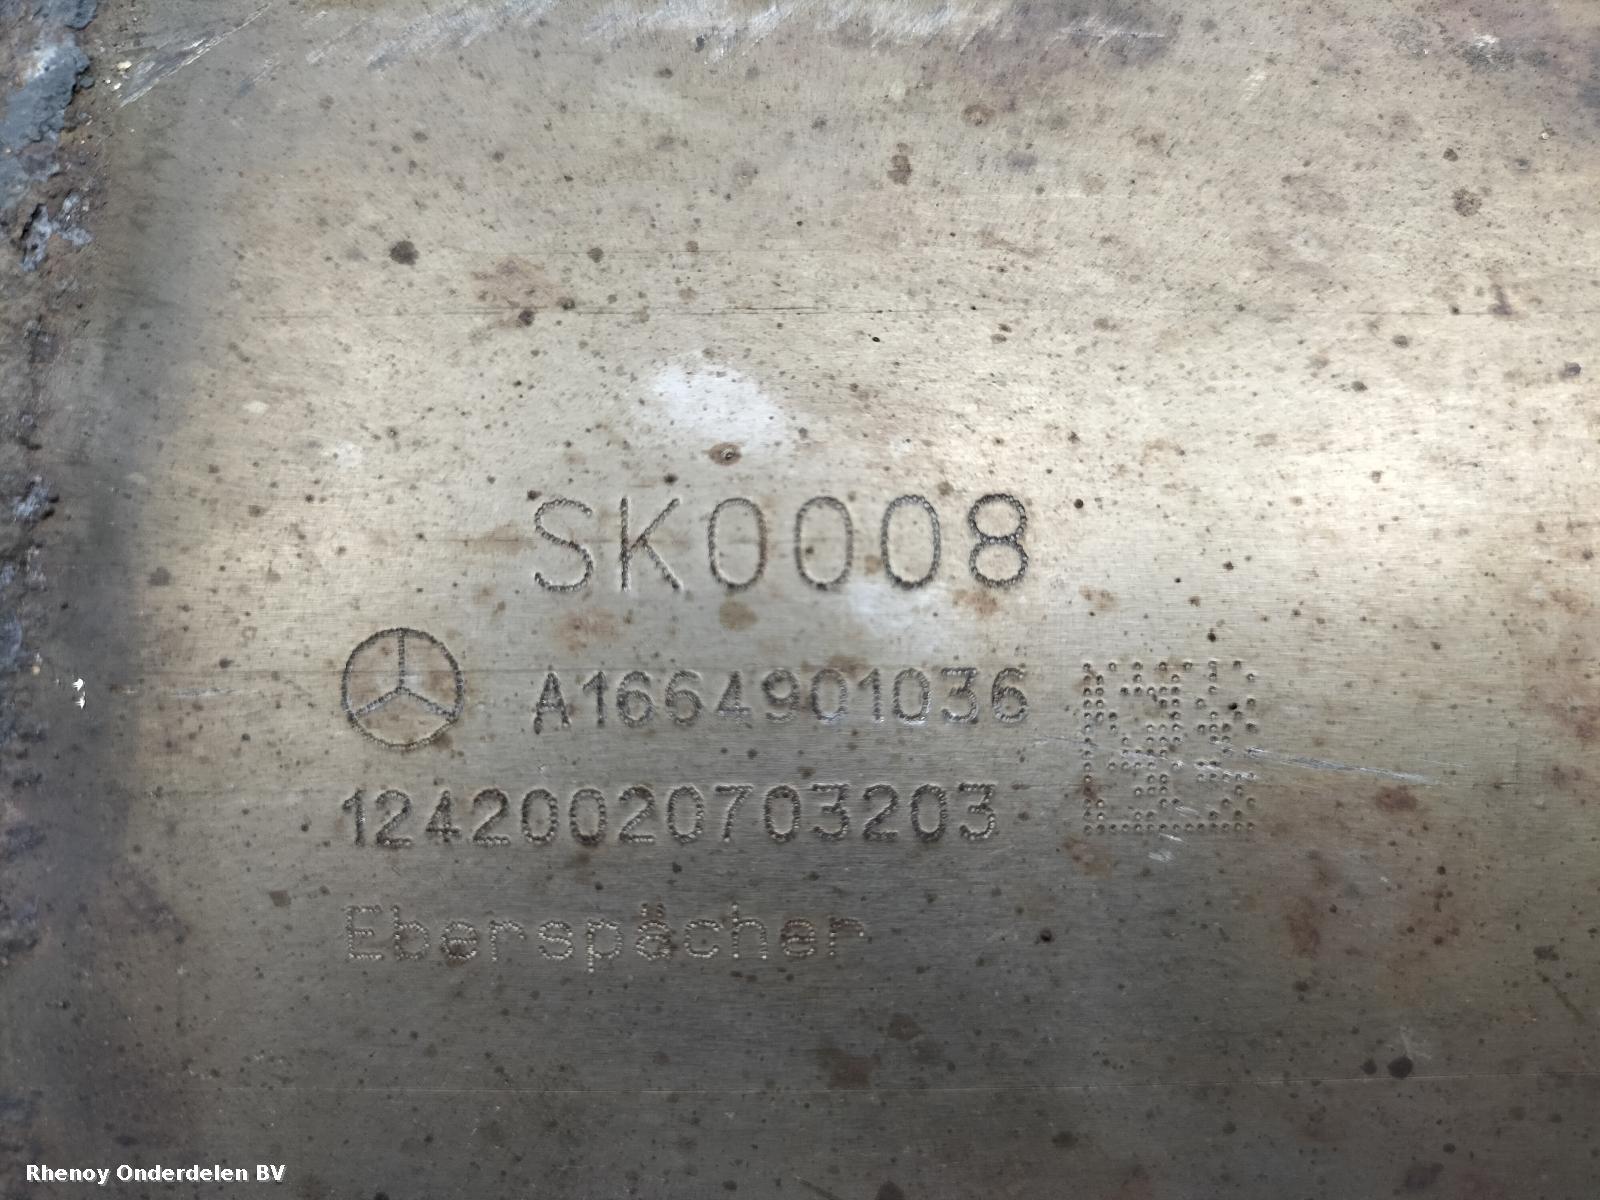 SK0008
A1664901036
12420020703203
Eberspächer
Rhenoy Onderdelen BV